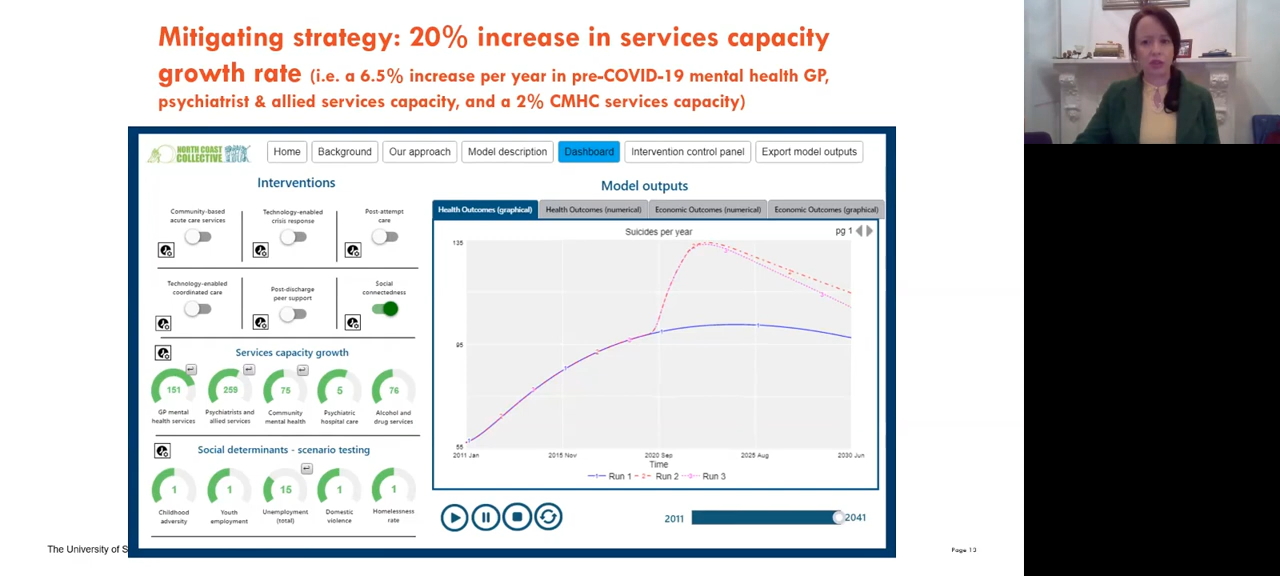 Mitigating strategy: 20% increase in services capacity
growth rate (i.e. a 6.5% increase per year in pre-COVID-19 mental health GP,
psychiatrist & allied services capacity, and a 2% CMHC services capacity)
NORTH COAST
COLLECTIVE
Home
Background
Our approach
Model description
Dashboard
Intervention control panel
Export model outputs
Interventions
Model outputs
Community-based
acute care services
Technology-enabled
crisis response
Post-attempt
care
Technology-enabled
coordinated care
Post-discharge
peer support
Social
connectedness
Services capacity growth
151
259
75
5
76
GP mental
health services
Psychiatrists and
allied services
Community
mental health
Psychiatric
hospital care
Alcohol and
drug services
Social determinants - scenario testing
1
1
15
1
1
Childhood
adversity
Youth
employment
Unemployment
(total)
Domestic
violence
Homelessness
rate
Health Outcomes (graphical)
Health Outcomes (numerical)
Economic Outcomes (numerical)
Economic Outcomes (graphical)
Suicides per year
pg 1
135
95
55
2011 Jan
2015 Nov
2020 Sep
2025 Aug
2030 Jun
Time
Run 1
Run 2
Run 3
2011
2041
The University of S
Page 13